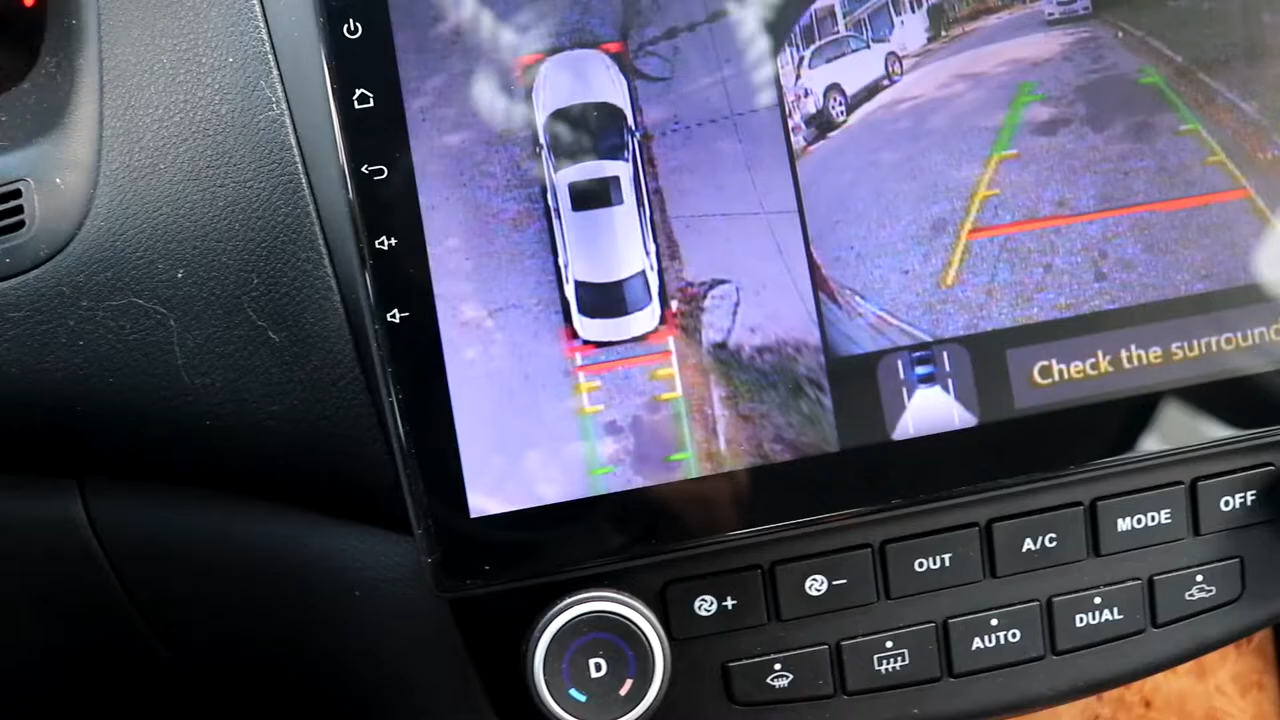 Check the surround
OUT
A/C
MODE
OFF
D
AUTO
DUAL